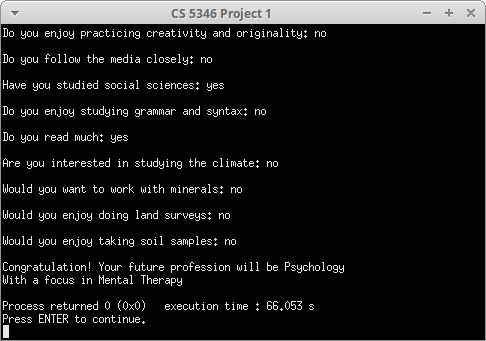 CS 5346 Project 1
Do you enjoy practicing creativity and originality: no
Do you follow the media closely: no
Have you studied social sciences: yes
Do you enjoy studying grammar and syntax: no
Do you read much: yes
Are you interested in studying the climate: no
Would you want to work with minerals: no
Would you enjoy doing land surveys: no
Would you enjoy taking soil samples: no
Congratulation! Your future profession will be Psychology
With a focus in Mental Therapy
Process returned 0 (0x0)   execution time : 66.053 s
Press ENTER to continue.